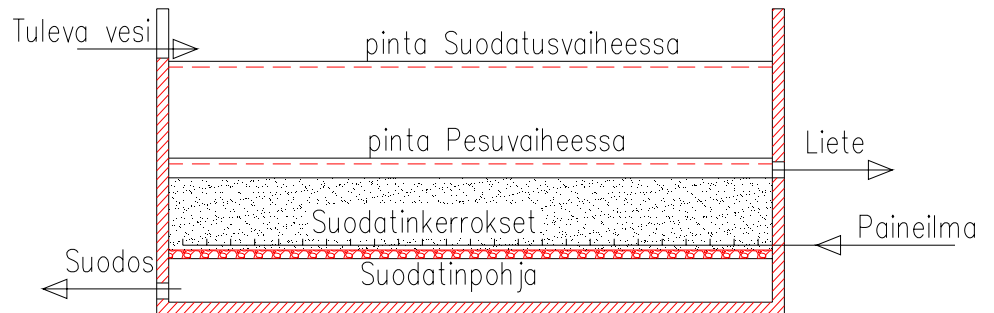 Tuleva vesi
pinta Suodatusvaiheessa
pinta Pesuvaiheessa
Liete
Suodatinkerrokset
Paineilma
Suodos
Suodatinpohja